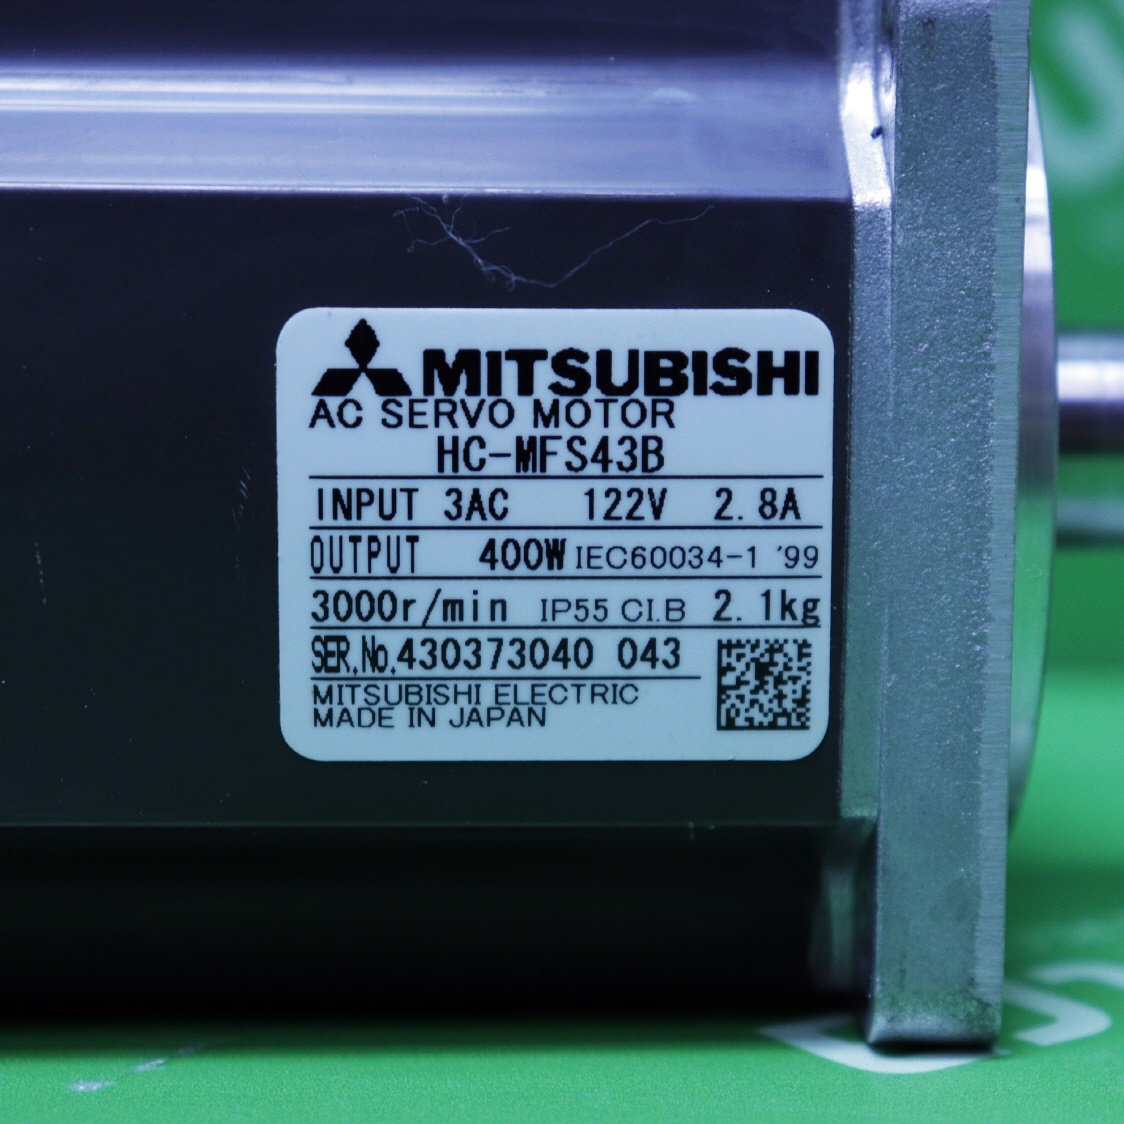 MITSUBISHI
AC SERVO MOTOR
HC-MFS43B
INPUT 3AC 122V 2.8A
OUTPUT 400W IEC60034-1 '99
3000r/min IP55 CI.B 2.1kg
SER.No.430373040 043
MITSUBISHI ELECTRIC
MADE IN JAPAN